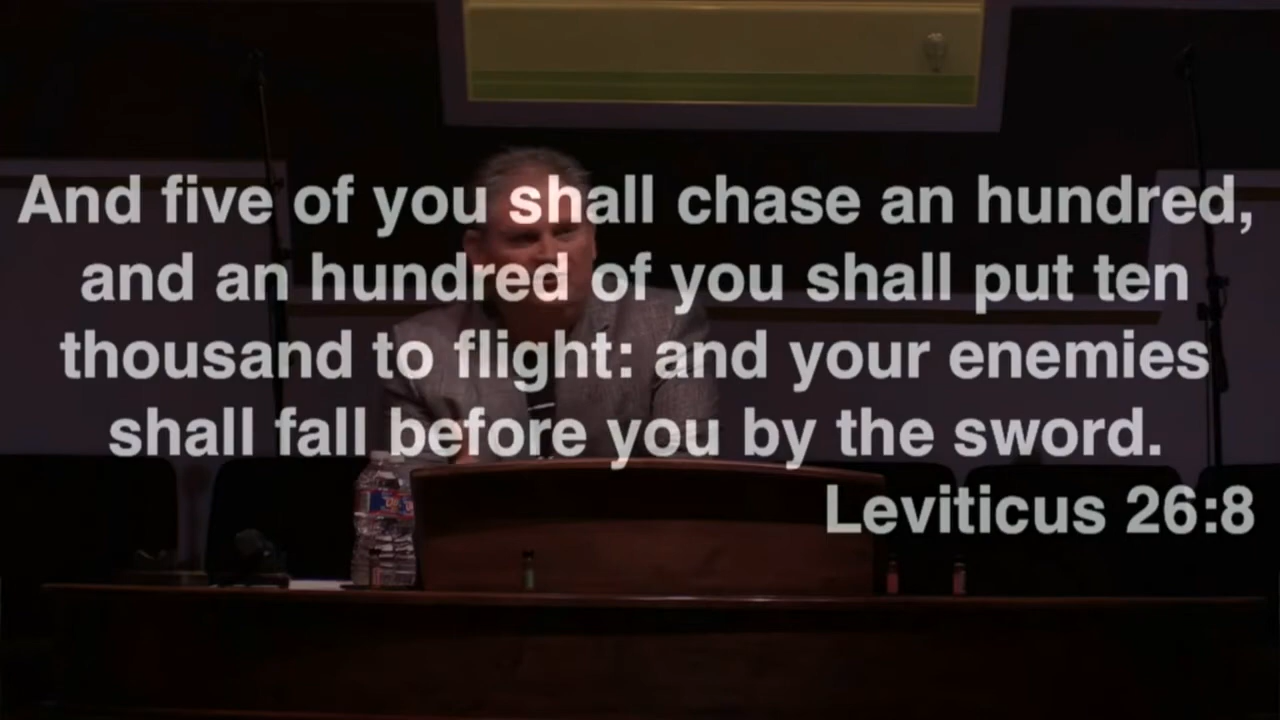 And five of you shall chase an hundred,
and an hundred of you shall put ten
thousand to flight: and your enemies
shall fall before you by the sword.
Leviticus 26:8